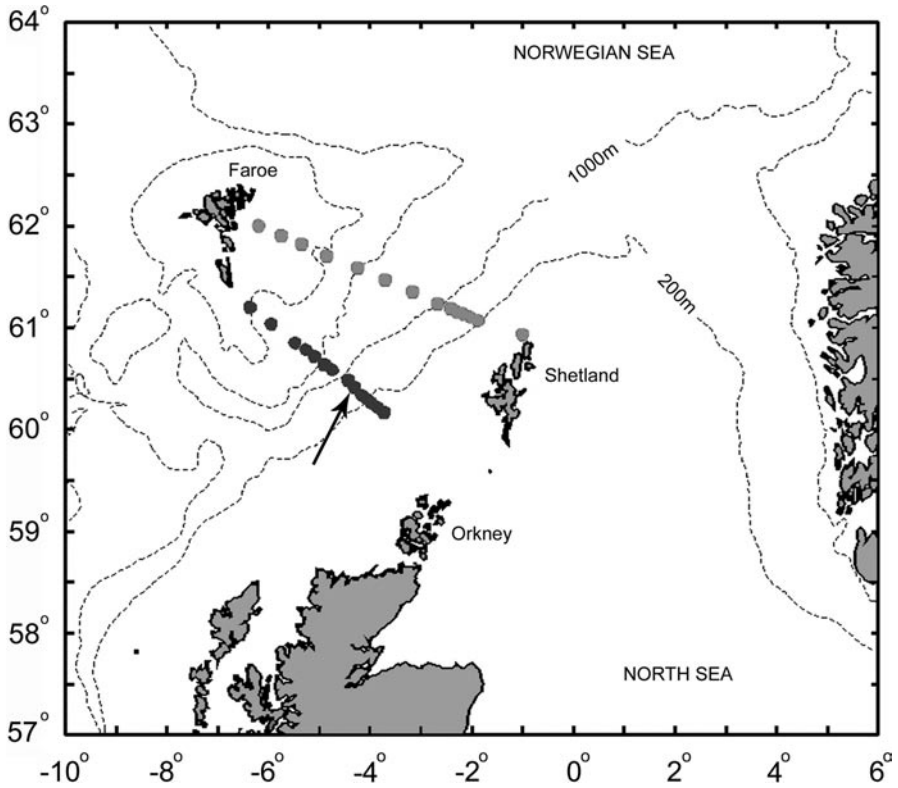 64°
63°
62°
61°
60°
59°
58°
57°
NORWEGIAN SEA
1000m
Faroe
200m
Shetland
Orkney
NORTH SEA
-10° -8° -6° -4° -2° 0° 2° 4° 6°